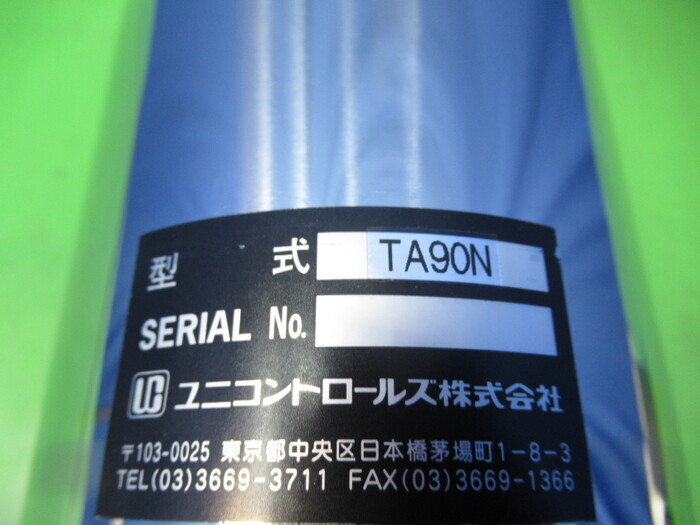 型 式 TA90N
SERIAL No.
UC ユニコントロールズ株式会社
〒103-0025 東京都中央区日本橋茅場町1-8-3
TEL(03)3669-3711 FAX(03)3669-1366